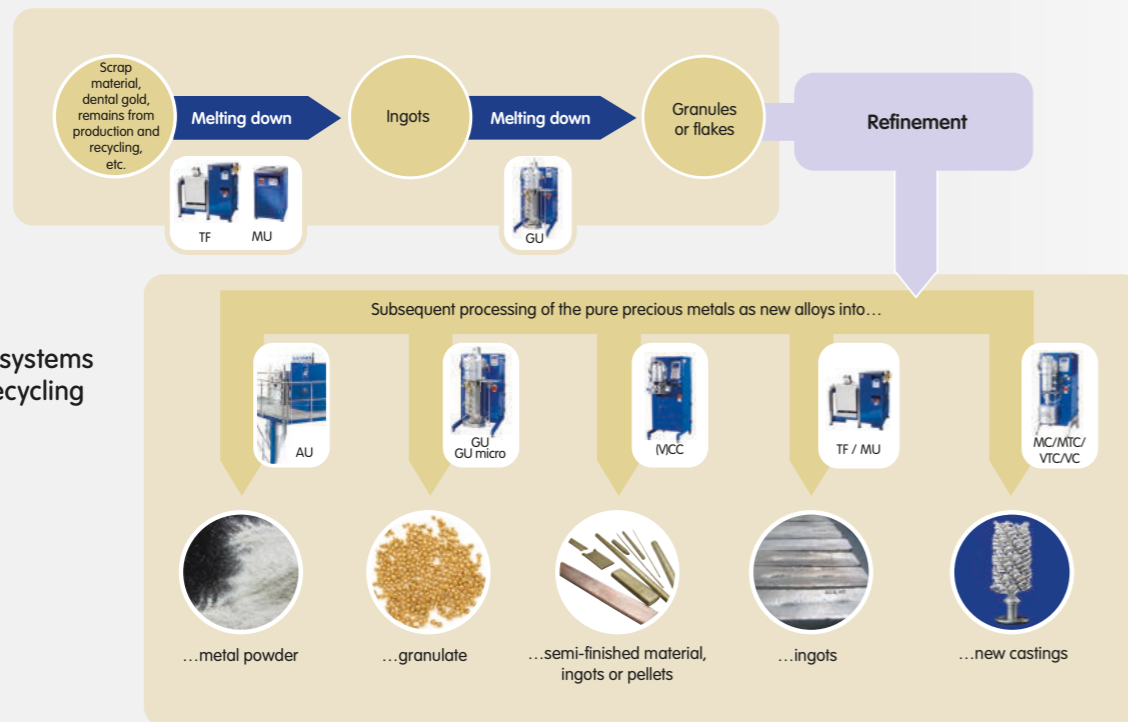 Scrap
material,
dental gold,
remains from
production and
recycling,
etc.
Melting down
Ingots
Melting down
Granules
or flakes
Refinement
TF
MU
GU
systems
ecycling
Subsequent processing of the pure precious metals as new alloys into…
AU
GU
GU micro
(V)CC
TF / MU
MC/MTC/
VTC/VC
…metal powder
…granulate
…semi-finished material,
ingots or pellets
…ingots
…new castings